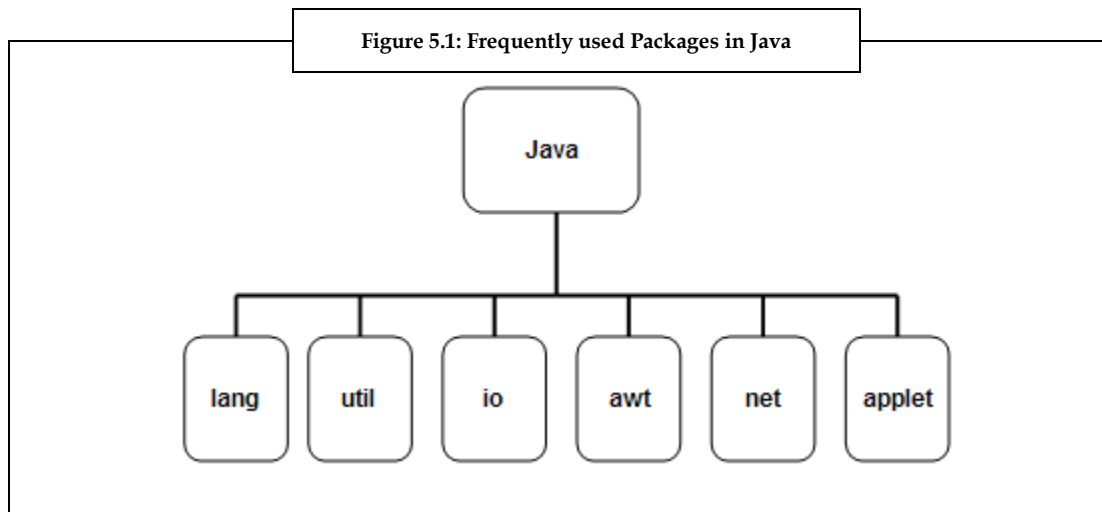 Figure 5.1: Frequently used Packages in Java
Java
lang util io awt net applet